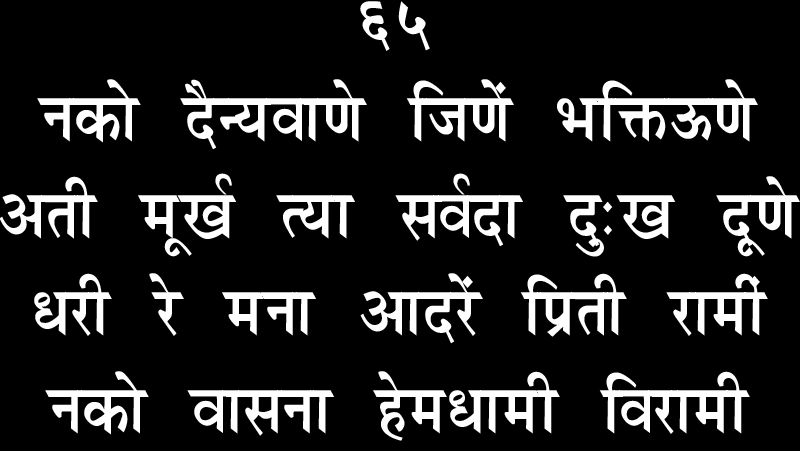 ६५
नको दैन्यवाणे जिणें भक्तिऊणे
अती मूर्ख त्या सर्वदा दुःख दूणे
धरी रे मना आदरें प्रिती रामीं
नको वासना हेमधामी विरामी